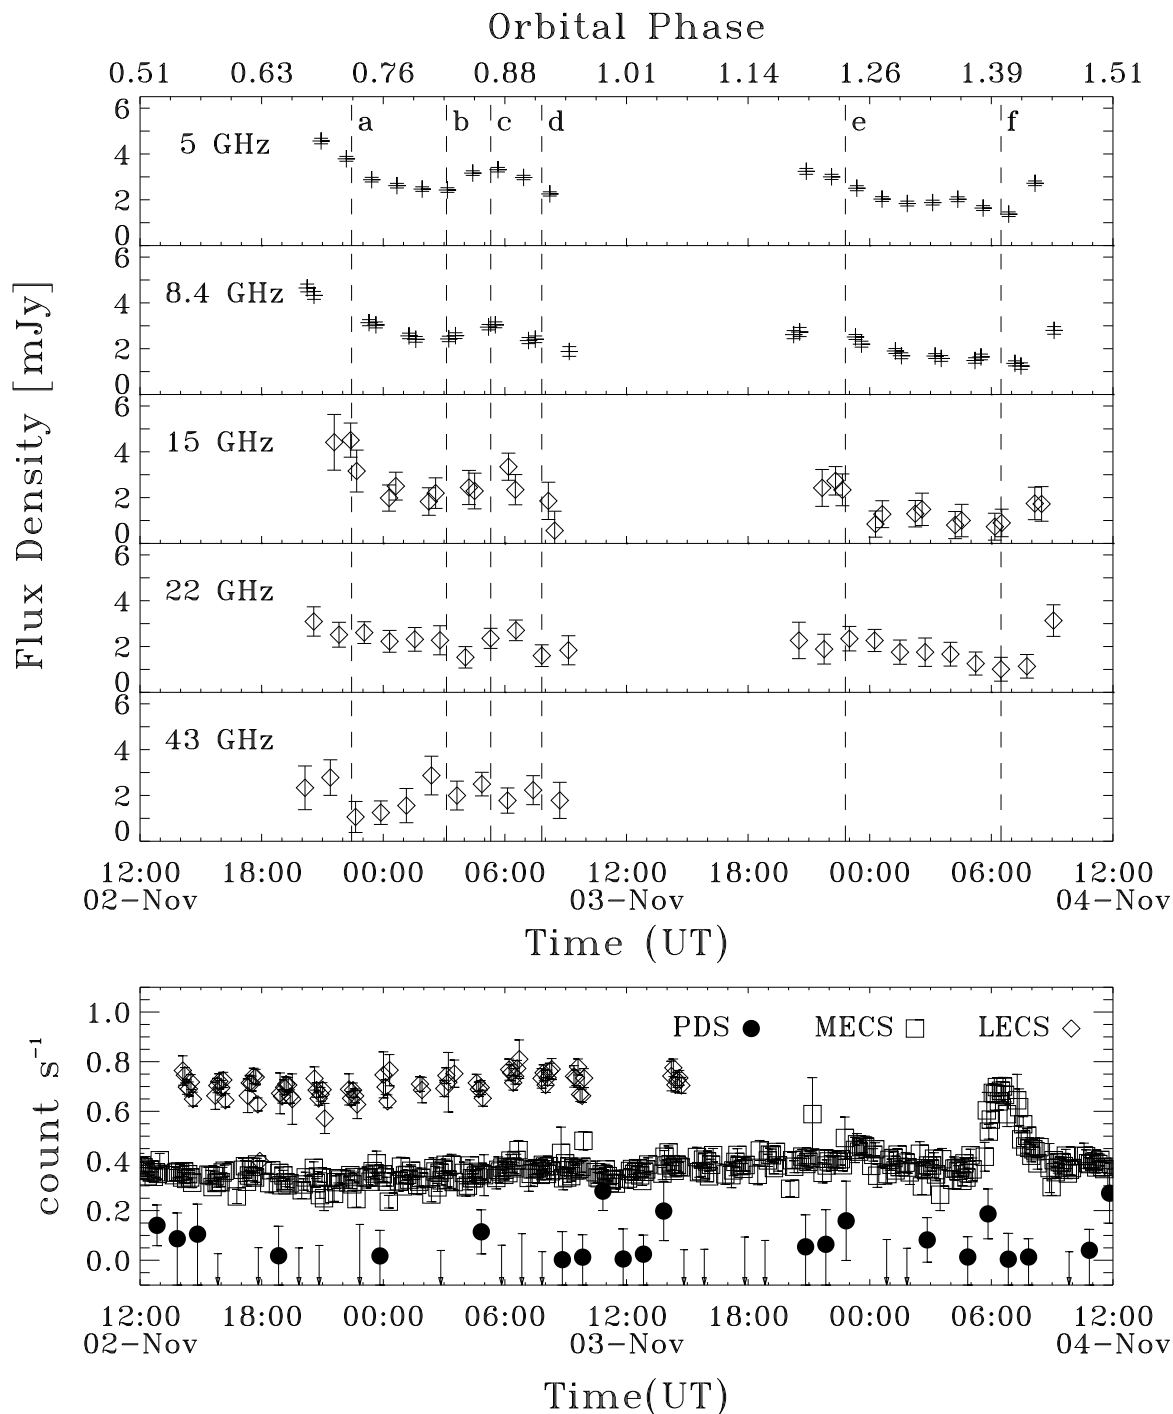 Orbital Phase
0.51 0.63 0.76 0.88 1.01 1.14 1.26 1.39 1.51
6
4
2
0
5 GHz
a b c d e f
6
4
2
0
8.4 GHz
6
4
2
0
15 GHz
6
4
2
0
22 GHz
6
4
2
0
43 GHz
Flux Density [mJy]
12:00 18:00 00:00 06:00 12:00 18:00 00:00 06:00 12:00
02-Nov 03-Nov 04-Nov
Time (UT)
1.0
0.8
0.6
0.4
0.2
0.0
count s⁻¹
PDS MECS LECS
12:00 18:00 00:00 06:00 12:00 18:00 00:00 06:00 12:00
02-Nov 03-Nov 04-Nov
Time(UT)